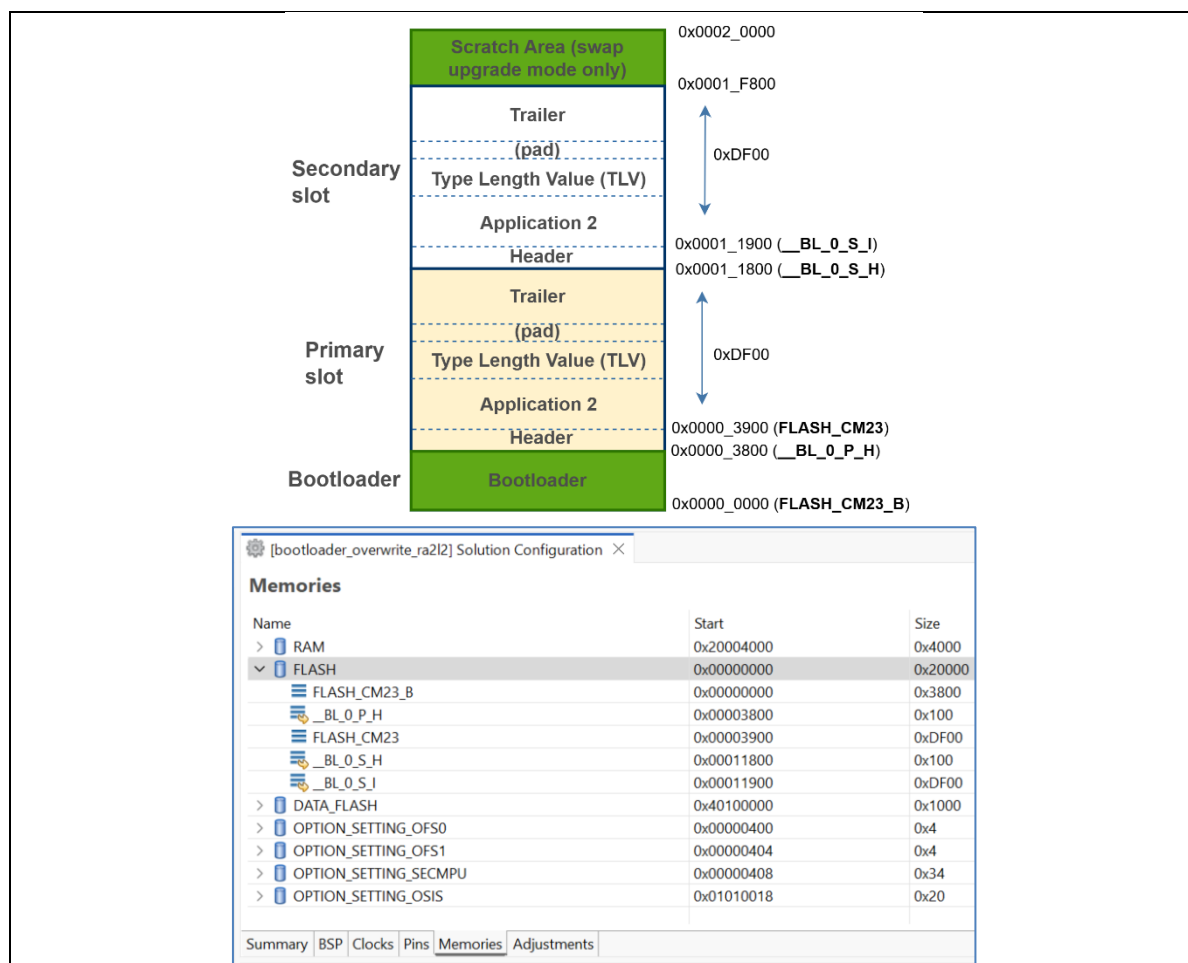 Scratch Area (swap
upgrade mode only)
0x0002_0000
0x0001_F800
Trailer
(pad)
0xDF00
Secondary
slot
Type Length Value (TLV)
Application 2
0x0001_1900 (__BL_0_S_I)
Header
0x0001_1800 (__BL_0_S_H)
Trailer
(pad)
0xDF00
Primary
slot
Type Length Value (TLV)
Application 2
0x0000_3900 (FLASH_CM23)
Header
0x0000_3800 (__BL_0_P_H)
Bootloader
Bootloader
0x0000_0000 (FLASH_CM23_B)
[bootloader_overwrite_ra2l2] Solution Configuration
Memories
Name Start Size
RAM 0x20004000 0x4000
FLASH 0x00000000 0x20000
FLASH_CM23_B 0x00000000 0x3800
__BL_0_P_H 0x00003800 0x100
FLASH_CM23 0x00003900 0xDF00
__BL_0_S_H 0x00011800 0x100
__BL_0_S_I 0x00011900 0xDF00
DATA_FLASH 0x40100000 0x1000
OPTION_SETTING_OFS0 0x00000400 0x4
OPTION_SETTING_OFS1 0x00000404 0x4
OPTION_SETTING_SECMPU 0x00000408 0x34
OPTION_SETTING_OSIS 0x01010018 0x20
Summary BSP Clocks Pins Memories Adjustments